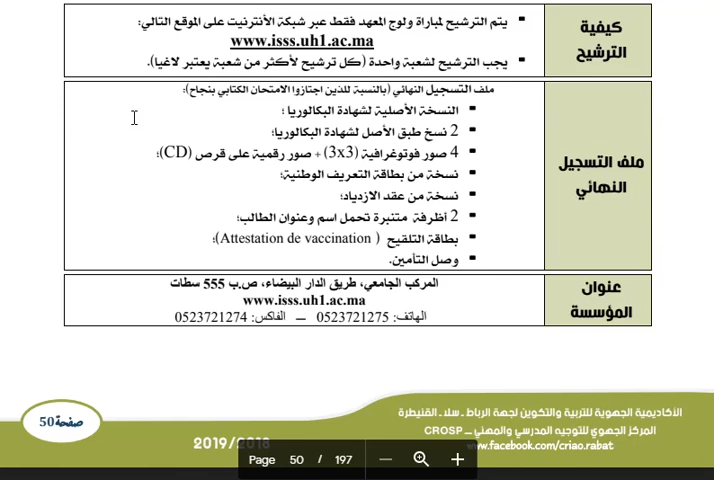 كيفية
الترشيح
▪ يتم الترشيح لمباراة ولوج المعهد فقط عبر شبكة الأنترنيت على الموقع التالي:
www.isss.uh1.ac.ma
▪ يجب الترشيح لشعبة واحدة (كل ترشيح لأكثر من شعبة يعتبر لاغيا).
ملف التسجيل
النهائي
ملف التسجيل النهائي (بالنسبة للذين اجتازوا الامتحان الكتابي بنجاح):
▪ النسخة الأصلية لشهادة البكالوريا ؛
▪ 2 نسخ طبق الأصل لشهادة البكالوريا؛
▪ 4 صور فوتوغرافية (3x3) + صور رقمية على قرص (CD)؛
▪ نسخة من بطاقة التعريف الوطنية؛
▪ نسخة من عقد الازدياد؛
▪ 2 أظرفة متنبرة تحمل اسم وعنوان الطالب؛
▪ بطاقة التلقيح ( Attestation de vaccination)؛
▪ وصل التأمين.
عنوان
المؤسسة
المركب الجامعي، طريق الدار البيضاء، ص.ب 555 سطات
www.isss.uh1.ac.ma
الهاتف: 0523721275 – الفاكس: 0523721274
الأكاديمية الجهوية للتربية والتكوين لجهة الرباط ـ سلا ـ القنيطرة
المركز الجهوي للتوجيه المدرسي والمهني ــ CROSP
www.facebook.com/criao.rabat
صفحة50
2019/2018
Page 50 / 197